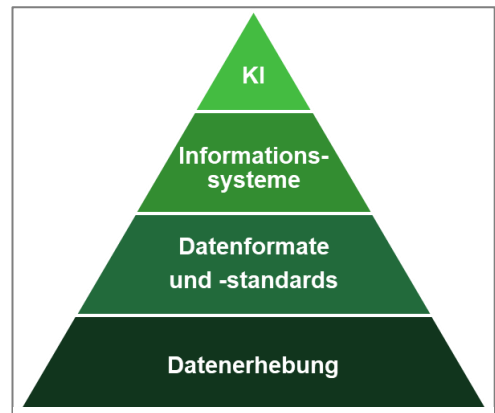 KI
Informations-
systeme
Datenformate
und -standards
Datenerhebung